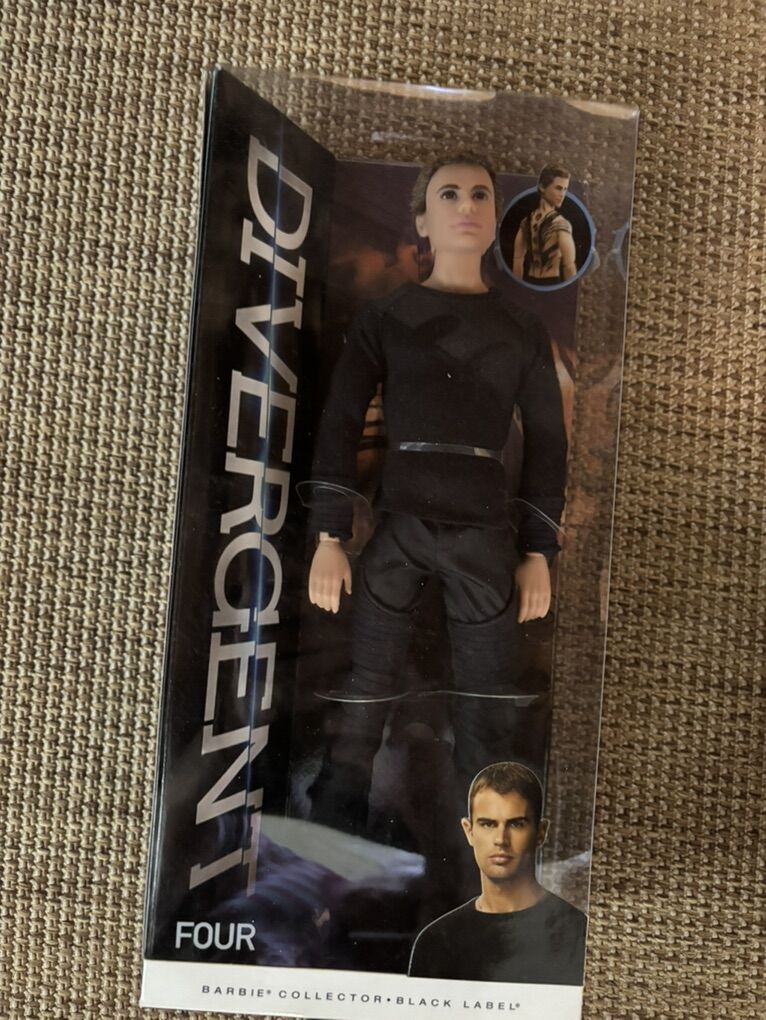 DIVERGENT
FOUR
BARBIE® COLLECTOR • BLACK LABEL®